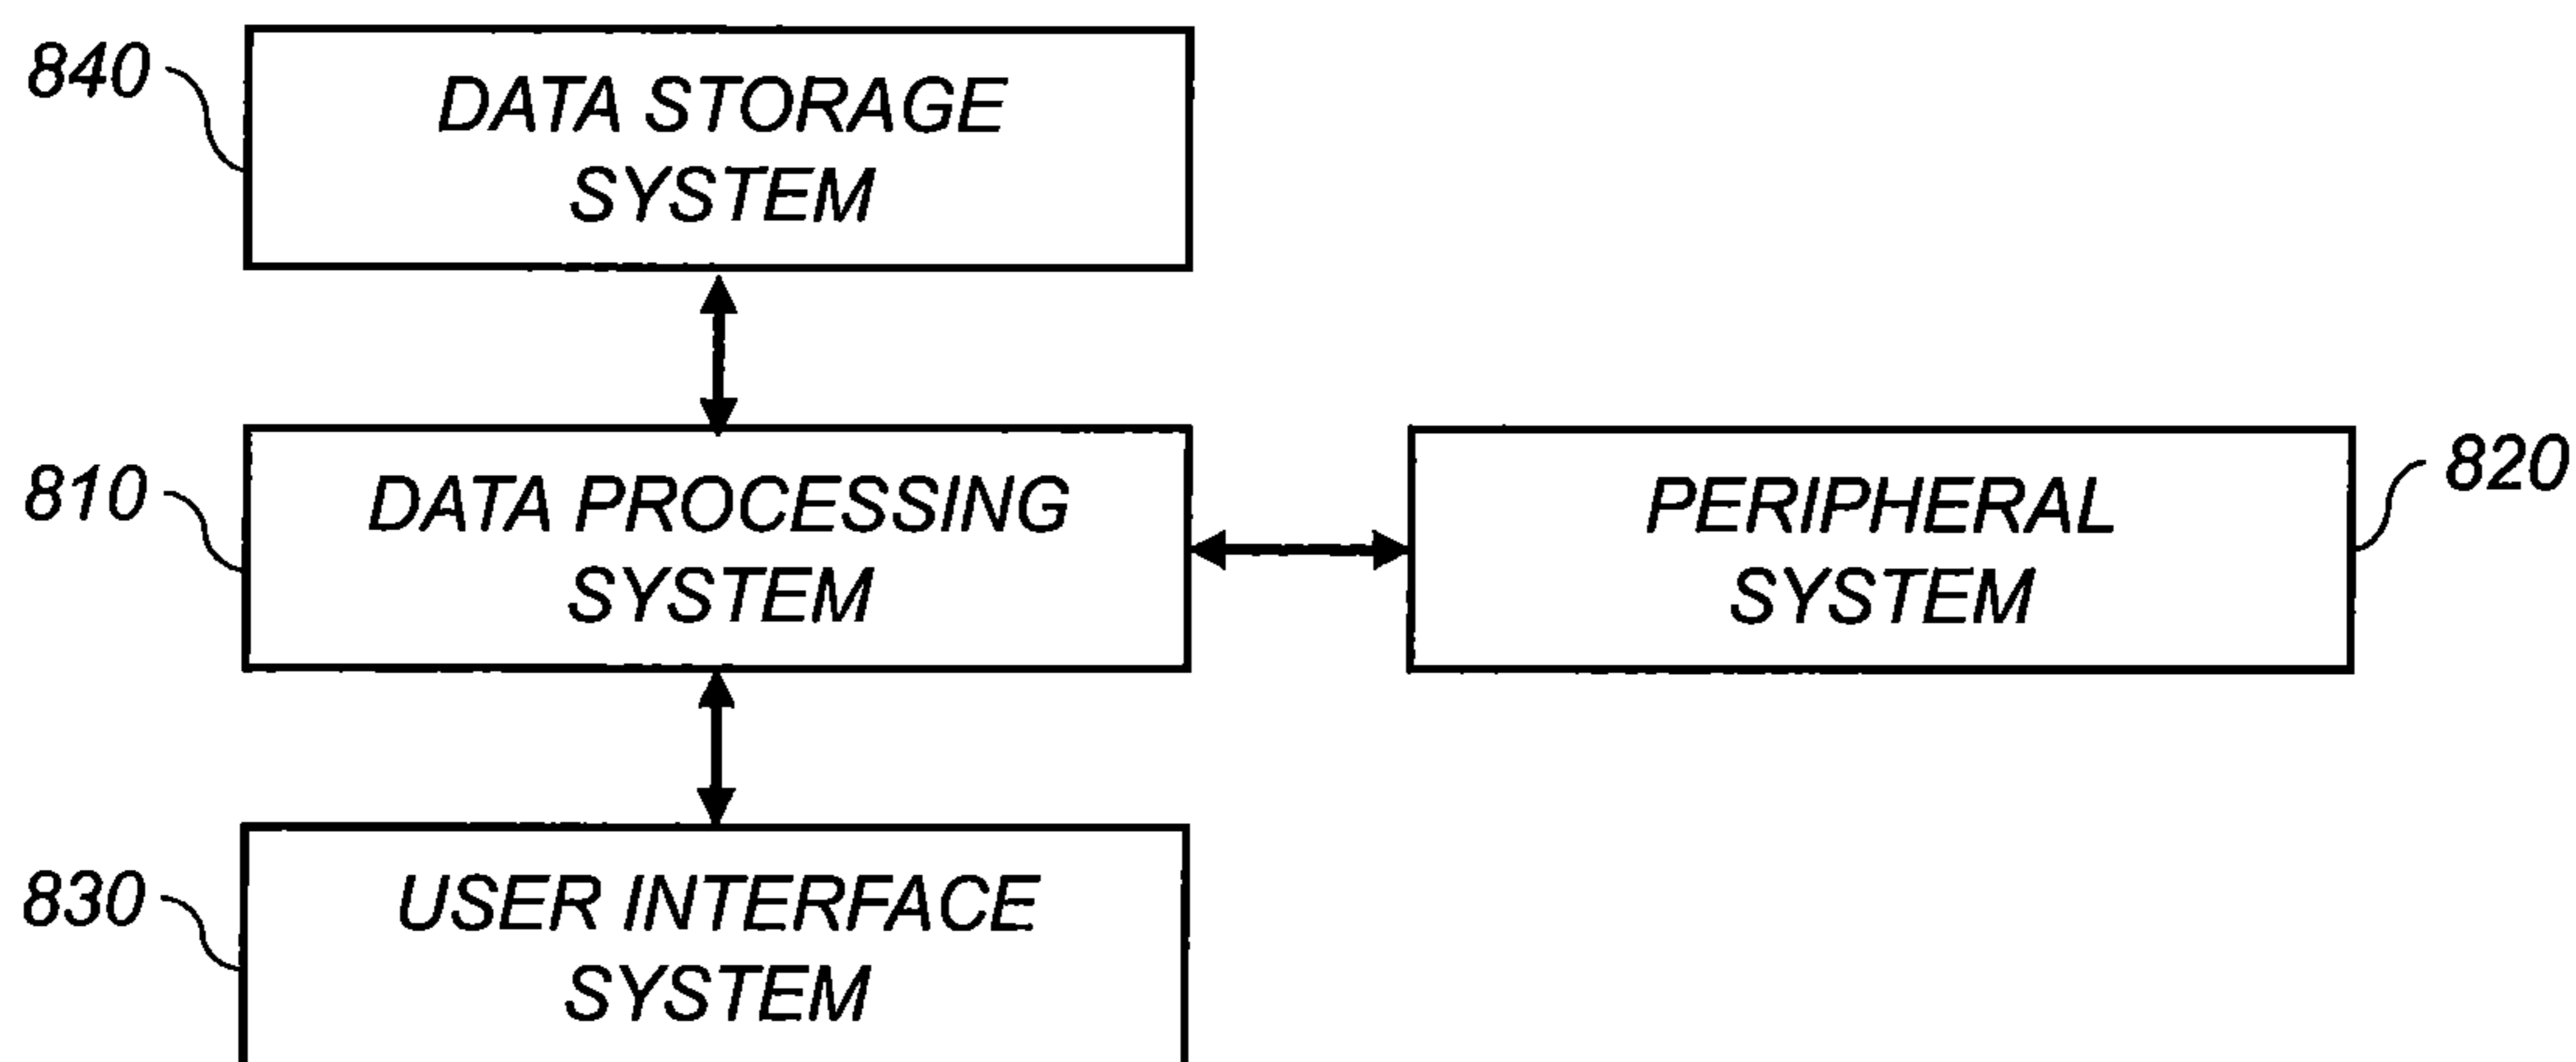 840
DATA STORAGE
SYSTEM
810
DATA PROCESSING
SYSTEM
PERIPHERAL
SYSTEM
820
830
USER INTERFACE
SYSTEM